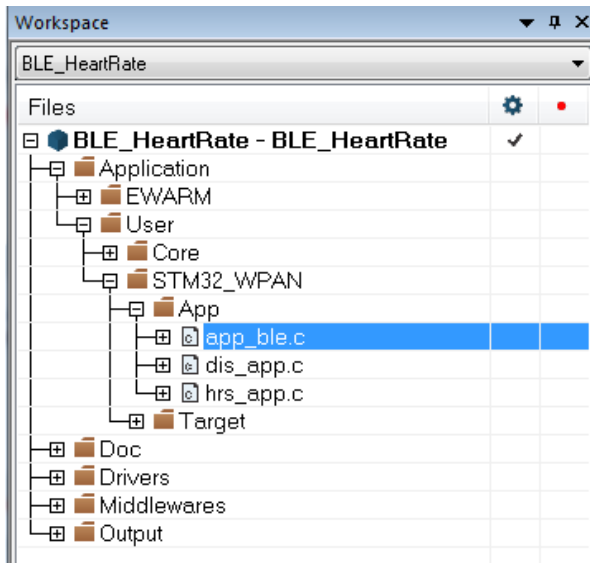 Workspace
BLE_HeartRate
Files
BLE_HeartRate - BLE_HeartRate
Application
EWARM
User
Core
STM32_WPAN
App
app_ble.c
dis_app.c
hrs_app.c
Target
Doc
Drivers
Middlewares
Output